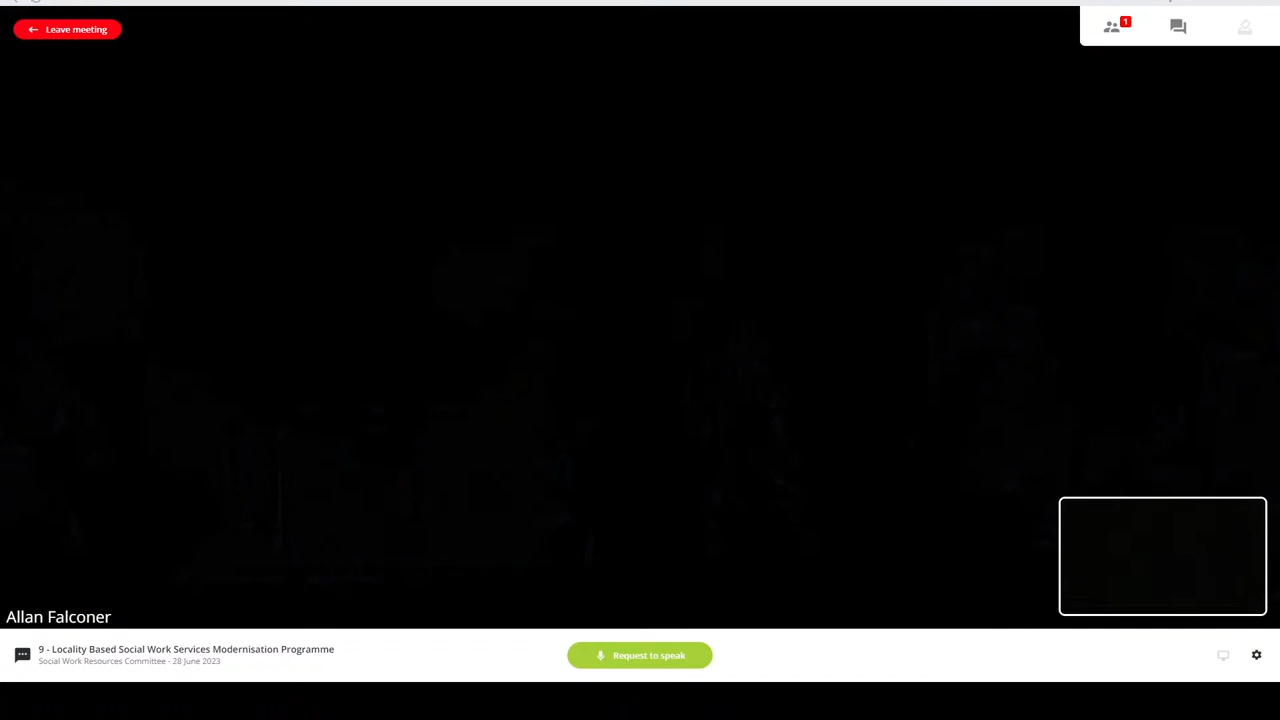 Leave meeting
1
Allan Falconer
9 - Locality Based Social Work Services Modernisation Programme
Social Work Resources Committee - 28 June 2023
Request to speak